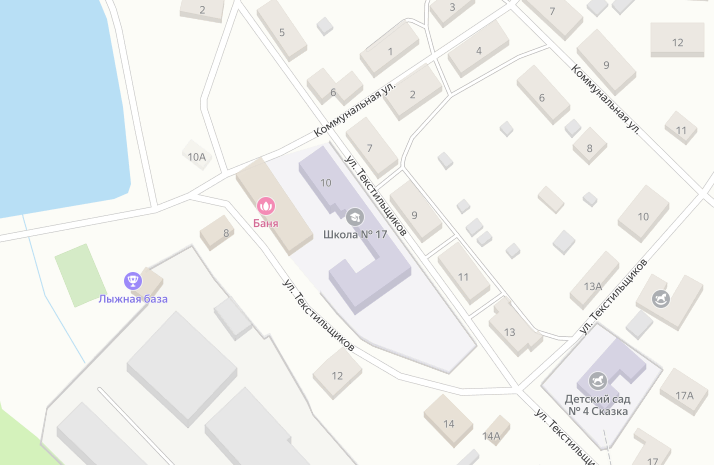 2
5
3
7
1
4
12
9
6
2
6
Коммунальная ул.
Коммунальная ул.
11
7
8
10А
10
ул. Текстильщиков
Баня
Школа № 17
9
10
8
11
13А
Лыжная база
ул. Текстильщиков
ул. Текстильщиков
13
12
Детский сад
№ 4 Сказка
17А
14
14А
ул. Текстильщиков
17